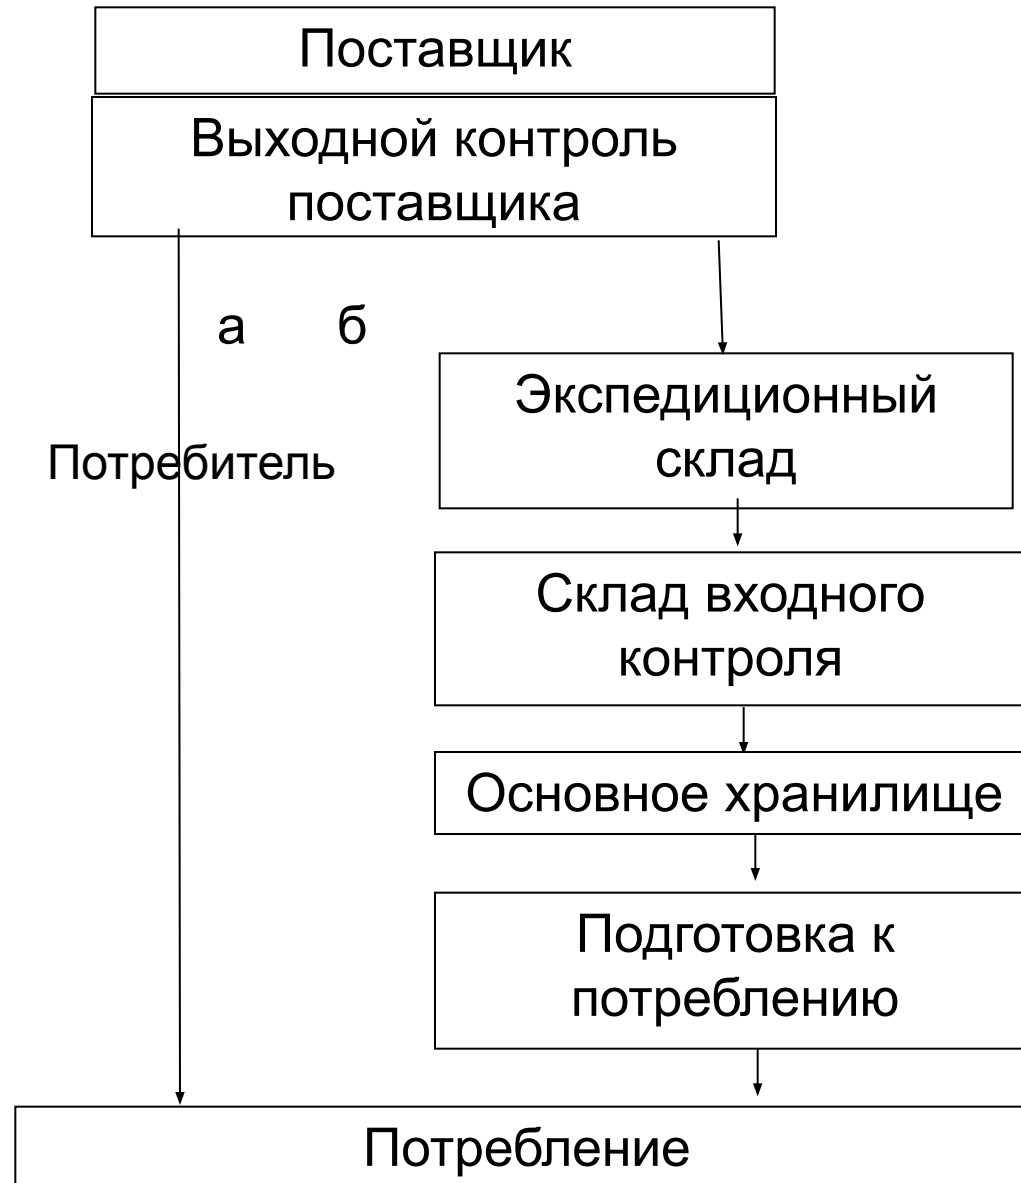 Поставщик
Выходной контроль
поставщика
а б
Экспедиционный
склад
Потребитель
Склад входного
контроля
Основное хранилище
Подготовка к
потреблению
Потребление